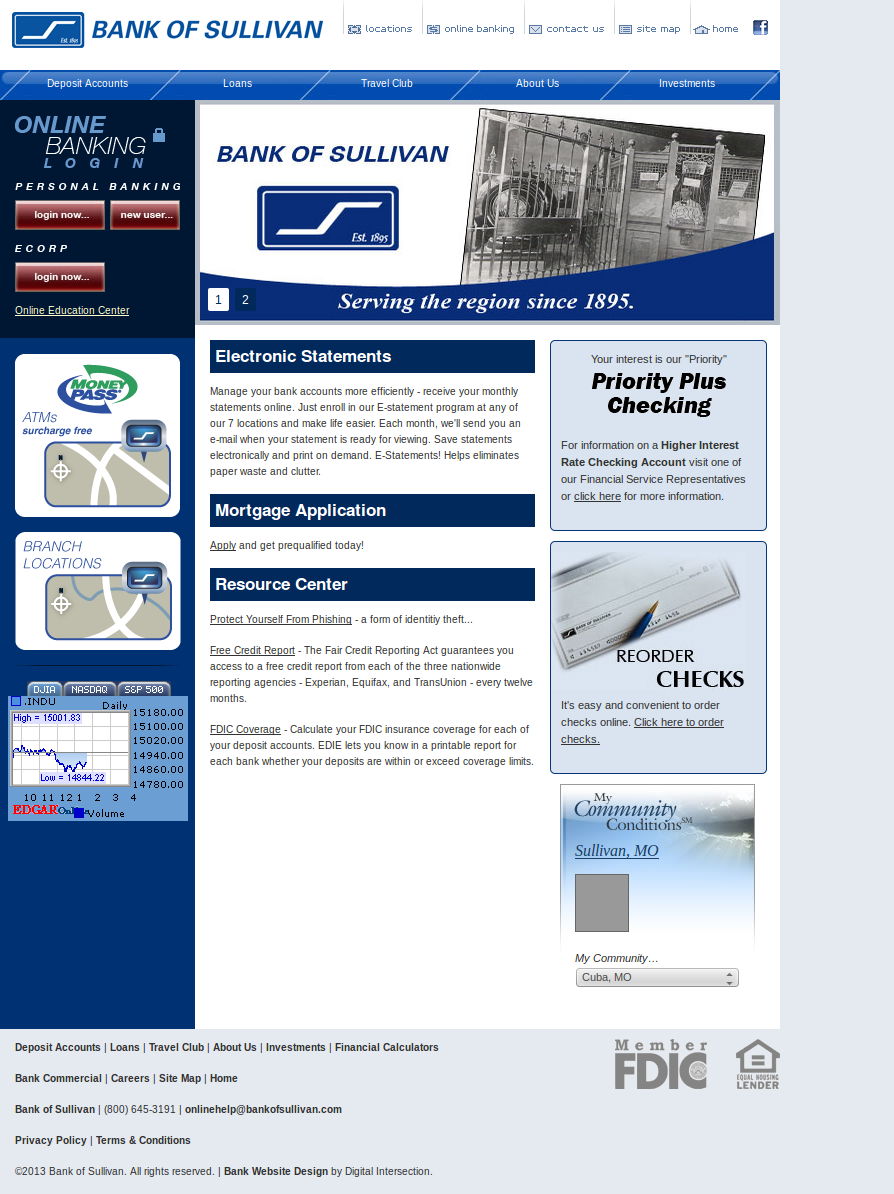 Est. 1895
BANK OF SULLIVAN
locations
online banking
contact us
site map
home
f
Deposit Accounts
Loans
Travel Club
About Us
Investments
ONLINE
BANKING
LOGIN
PERSONAL BANKING
login now...
new user...
ECORP
login now...
Online Education Center
BANK OF SULLIVAN
Est. 1895
1 2
Serving the region since 1895.
MONEY
PASS
ATMs
surcharge free
N
BRANCH
LOCATIONS
N
DJIA NASDAQ S&P 500
.INDU Daily
High = 15001.83
15180.00
15100.00
15020.00
14940.00
14860.00
14780.00
Low = 14844.22
10 11 12 1 2 3 4
EDGAR Online
Volume
Electronic Statements
Manage your bank accounts more efficiently - receive your monthly
statements online. Just enroll in our E-statement program at any of
our 7 locations and make life easier. Each month, we'll send you an
e-mail when your statement is ready for viewing. Save statements
electronically and print on demand. E-Statements! Helps eliminates
paper waste and clutter.
Mortgage Application
Apply and get prequalified today!
Resource Center
Protect Yourself From Phishing - a form of identitiy theft...
Free Credit Report - The Fair Credit Reporting Act guarantees you
access to a free credit report from each of the three nationwide
reporting agencies - Experian, Equifax, and TransUnion - every twelve
months.
FDIC Coverage - Calculate your FDIC insurance coverage for each of
your deposit accounts. EDIE lets you know in a printable report for
each bank whether your deposits are within or exceed coverage limits.
Your interest is our "Priority"
Priority Plus
Checking
For information on a Higher Interest
Rate Checking Account visit one of
our Financial Service Representatives
or click here for more information.
BANK OF SULLIVAN
REORDER
CHECKS
It's easy and convenient to order
checks online. Click here to order
checks.
My
Community
Conditions SM
Sullivan, MO
My Community…
Cuba, MO
Deposit Accounts | Loans | Travel Club | About Us | Investments | Financial Calculators
Bank Commercial | Careers | Site Map | Home
Bank of Sullivan | (800) 645-3191 | onlinehelp@bankofsullivan.com
Privacy Policy | Terms & Conditions
©2013 Bank of Sullivan. All rights reserved. | Bank Website Design by Digital Intersection.
Member
FDIC
EQUAL HOUSING
LENDER